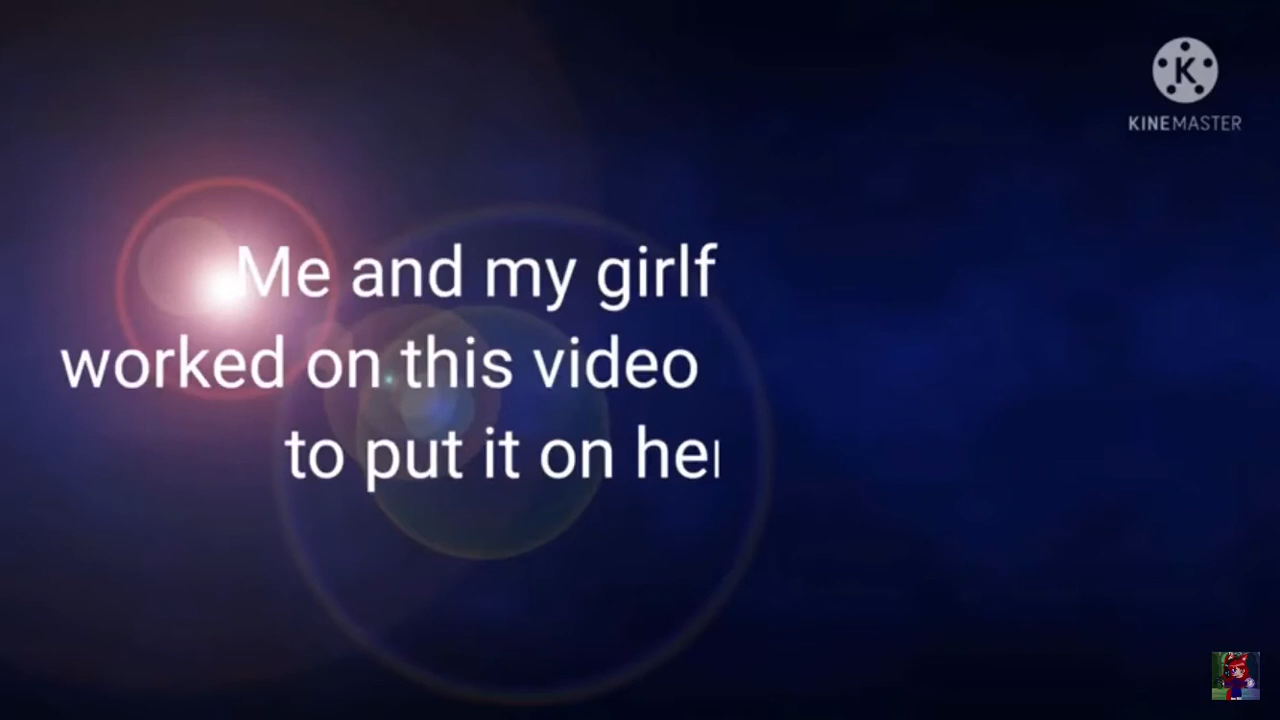 KINEMASTER
Me and my girlf
worked on this video
to put it on he